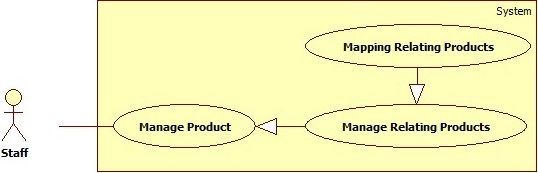 System
Mapping Relating Products
Manage Product
Manage Relating Products
Staff